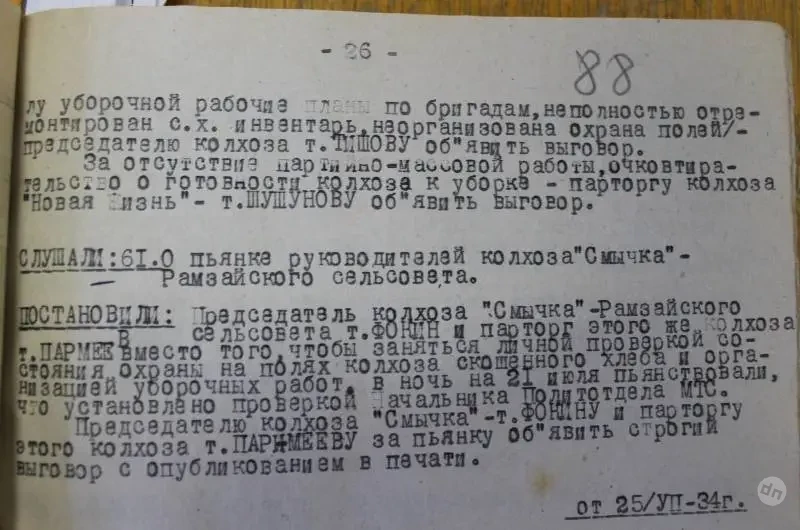 - 26 -
88
лу уборочной рабочие планы по бригадам,неполностью отре-
монтирован с.х. инвентарь,неорганизована охрана полей/-
председателю колхоза т.ТИШОВУ об"явить выговор.
За отсутствие партийно-массовой работы,очковтира-
тельство о готовности колхоза к уборке - парторгу колхоза
"Новая Жизнь"- т.ШУШУНОВУ об"явить выговор.
СЛУШАЛИ:61.О пьянке руководителей колхоза"Смычка"-
Рамзайского сельсовета.
ПОСТАНОВИЛИ: Председатель колхоза "Смычка"-Рамзайского
сельсовета т.ФОКИН и парторг этого же колхоза
т.ПАРМЕЕВ вместо того,чтобы заняться личной проверкой со-
стояния охраны на полях колхоза скошенного хлеба и орга-
низацией уборочных работ, в ночь на 21 июля пьянствовали,
что установлено проверкой Начальника Политотдела МТС.
Председателю колхоза "Смычка"-т.ФОКИНУ и парторгу
этого колхоза т.ПАРМЕЕВУ за пьянку об"явить строгий
выговор с опубликованием в печати.
от 25/УП-34г.
dn